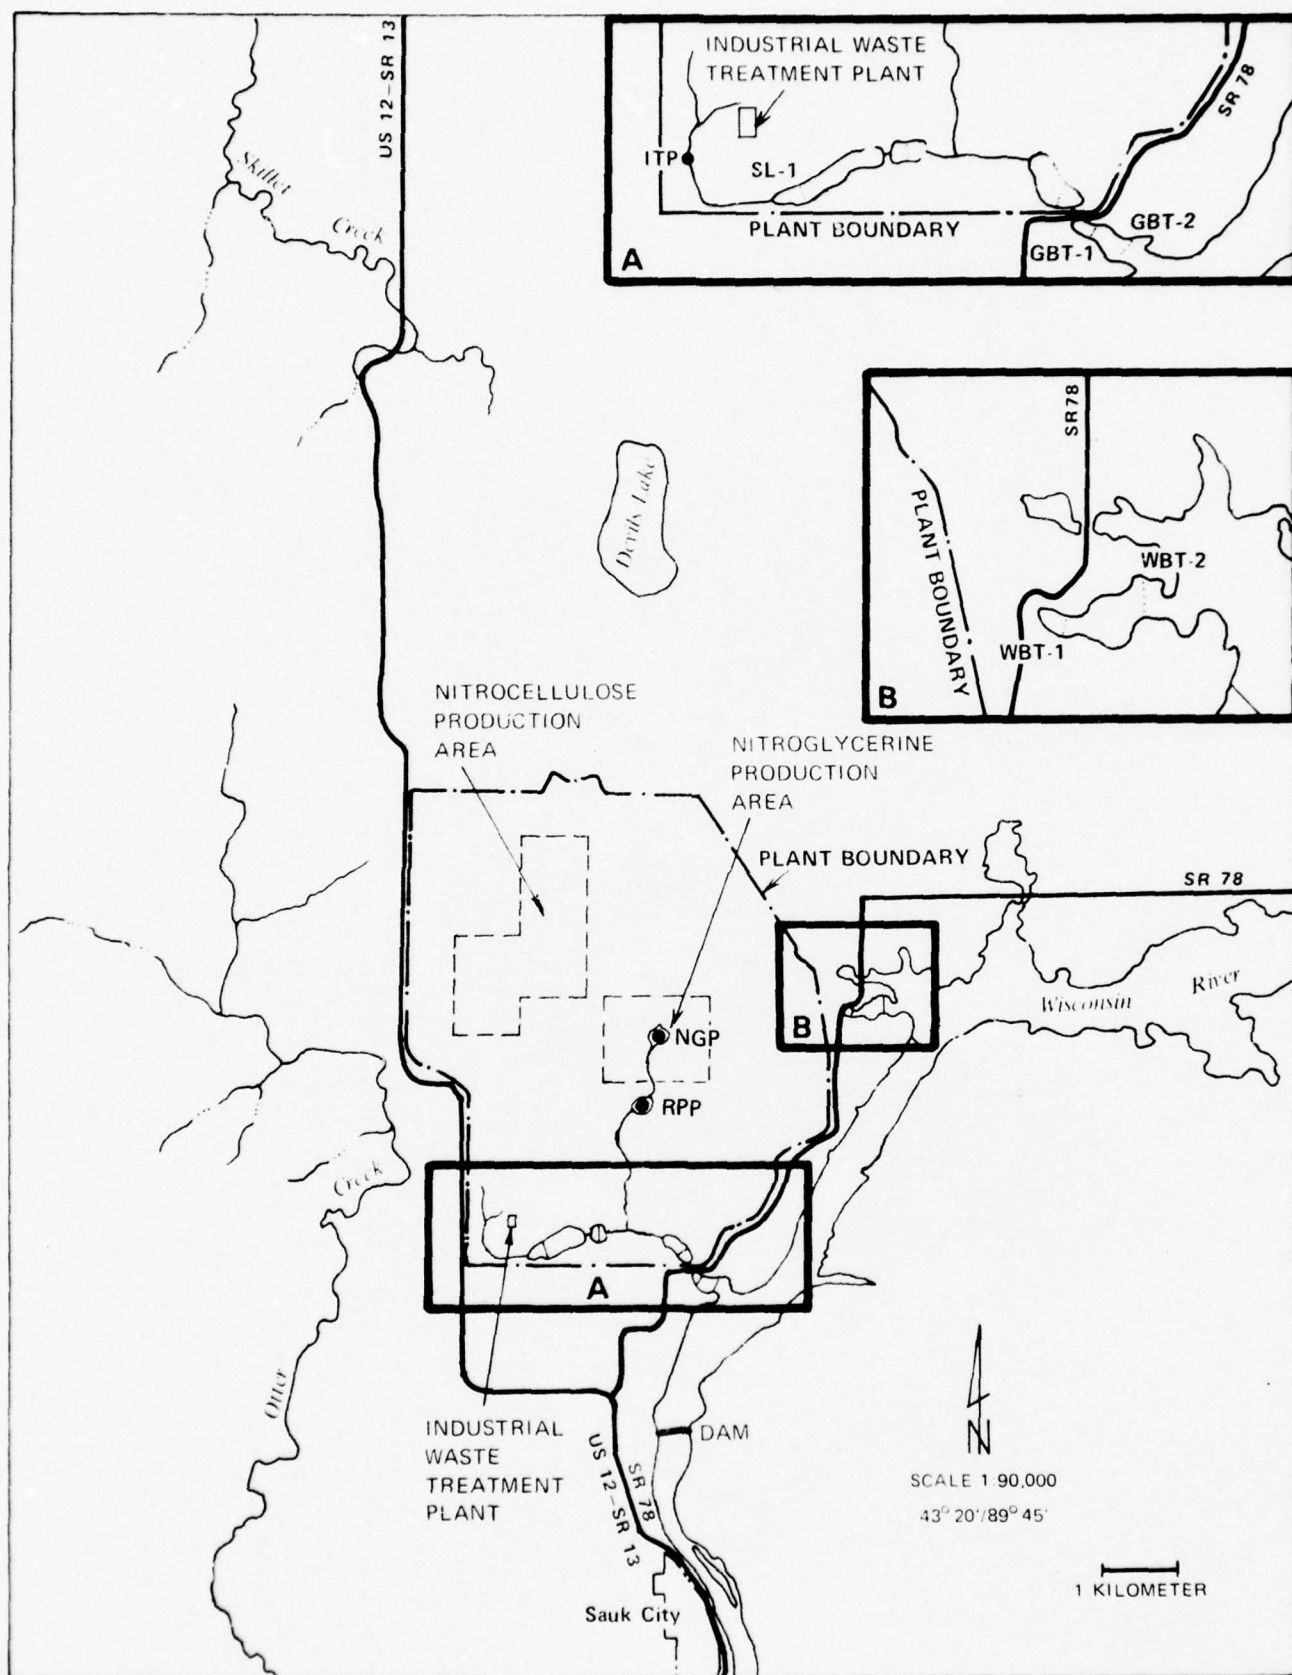 US 12-SR 13
INDUSTRIAL WASTE
TREATMENT PLANT
SR 78
ITP
SL-1
PLANT BOUNDARY
GBT-2
GBT-1
A
Skillet
Creek
SR 78
PLANT BOUNDARY
WBT-2
WBT-1
B
Devils Lake
NITROCELLULOSE
PRODUCTION
AREA
NITROGLYCERINE
PRODUCTION
AREA
PLANT BOUNDARY
SR 78
Wisconsin
River
B
NGP
RPP
Creek
A
Otter
INDUSTRIAL
WASTE
TREATMENT
PLANT
DAM
SR 78
US 12-SR 13
N
SCALE 1:90,000
43° 20'/89° 45'
1 KILOMETER
Sauk City